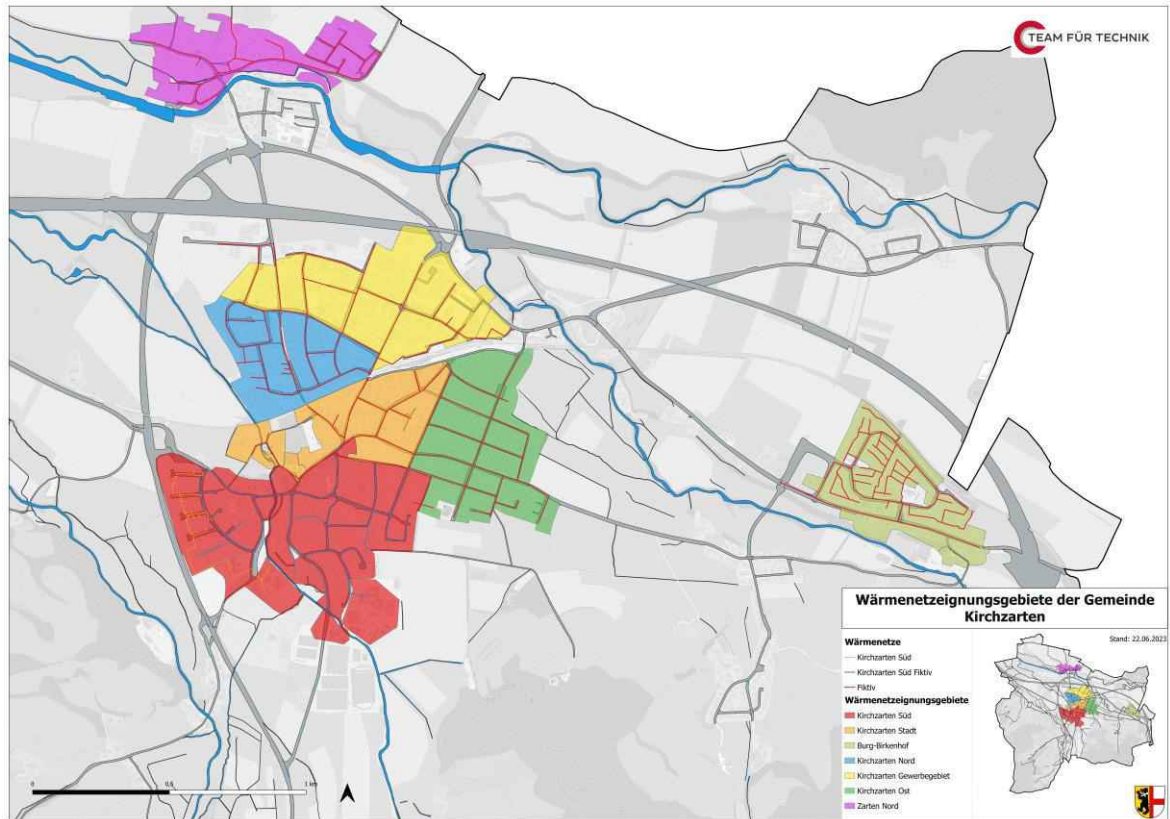 TEAM FÜR TECHNIK
0 0,5 1 km
Wärmenetzeignungsgebiete der Gemeinde
Kirchzarten
Stand: 22.06.2023
Wärmenetze
Kirchzarten Süd
Kirchzarten Süd Fiktiv
Fiktiv
Wärmenetzeignungsgebiete
Kirchzarten Süd
Kirchzarten Stadt
Burg-Birkenhof
Kirchzarten Nord
Kirchzarten Gewerbegebiet
Kirchzarten Ost
Zarten Nord